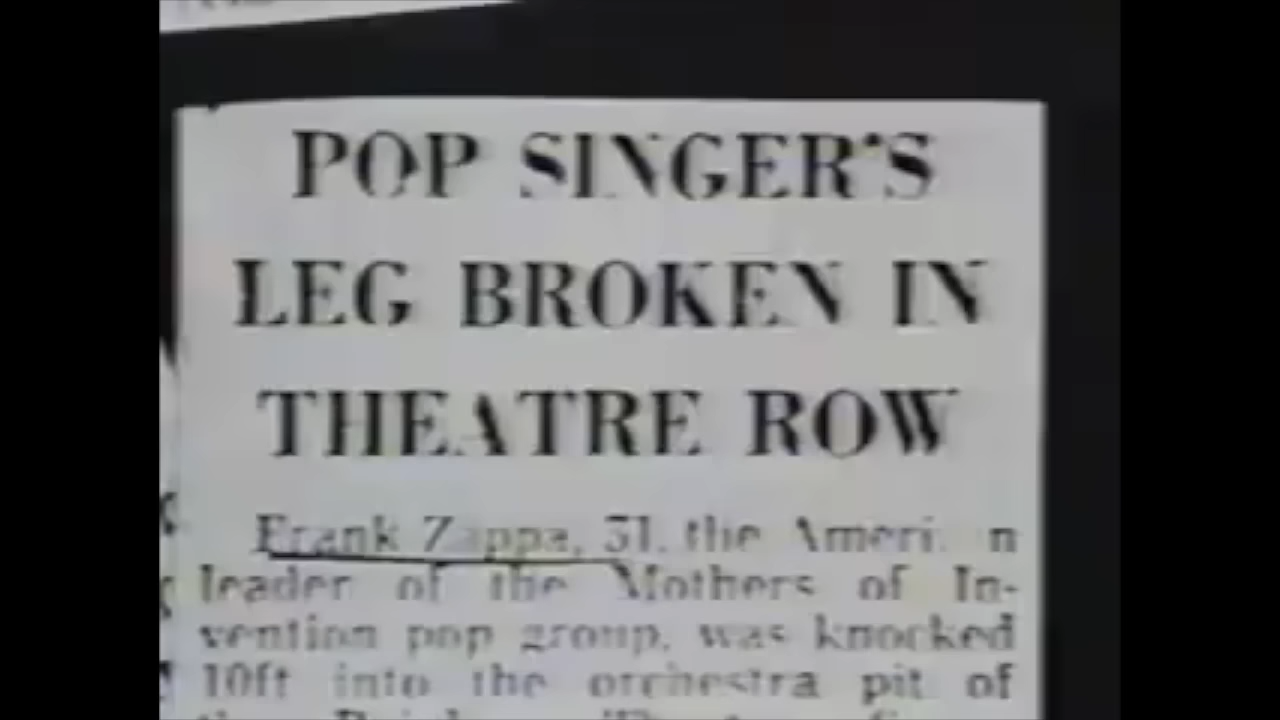 POP SINGER'S
LEG BROKEN IN
THEATRE ROW
Frank Zappa, 31, the American
leader of the Mothers of In-
vention pop group, was knocked
10ft into the orchestra pit of